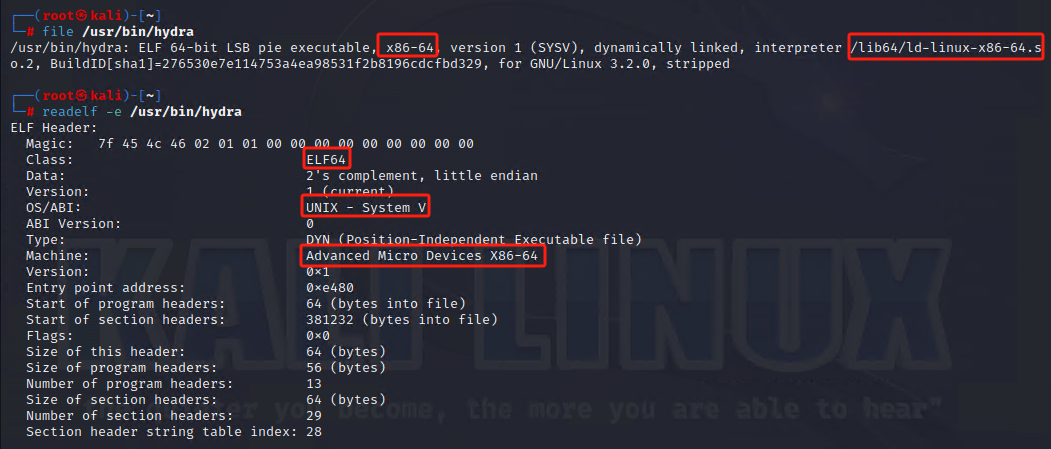 ┌──(root㉿kali)-[~]
└─# file /usr/bin/hydra
/usr/bin/hydra: ELF 64-bit LSB pie executable, x86-64, version 1 (SYSV), dynamically linked, interpreter /lib64/ld-linux-x86-64.s
o.2, BuildID[sha1]=276530e7e114753a4ea98531f2b8196cdcfbd329, for GNU/Linux 3.2.0, stripped
┌──(root㉿kali)-[~]
└─# readelf -e /usr/bin/hydra
ELF Header:
Magic: 7f 45 4c 46 02 01 01 00 00 00 00 00 00 00 00 00
Class: ELF64
Data: 2's complement, little endian
Version: 1 (current)
OS/ABI: UNIX - System V
ABI Version: 0
Type: DYN (Position-Independent Executable file)
Machine: Advanced Micro Devices X86-64
Version: 0×1
Entry point address: 0×e480
Start of program headers: 64 (bytes into file)
Start of section headers: 381232 (bytes into file)
Flags: 0×0
Size of this header: 64 (bytes)
Size of program headers: 56 (bytes)
Number of program headers: 13
Size of section headers: 64 (bytes)
Number of section headers: 29
Section header string table index: 28
KALI LINUX
you become, the more you are able to hear"